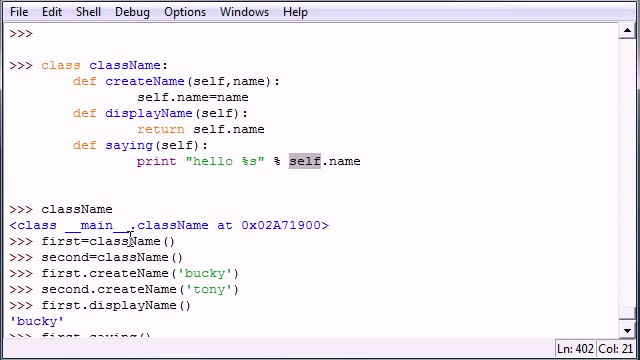 File Edit Shell Debug Options Windows Help
>>>
>>> class className:
def createName(self,name):
self.name=name
def displayName(self):
return self.name
def saying(self):
print "hello %s" % self.name
>>> className
<class __main__.className at 0x02A71900>
>>> first=className()
>>> second=className()
>>> first.createName('bucky')
>>> second.createName('tony')
>>> first.displayName()
'bucky'
>>> first.saying()
Ln: 402 Col: 21